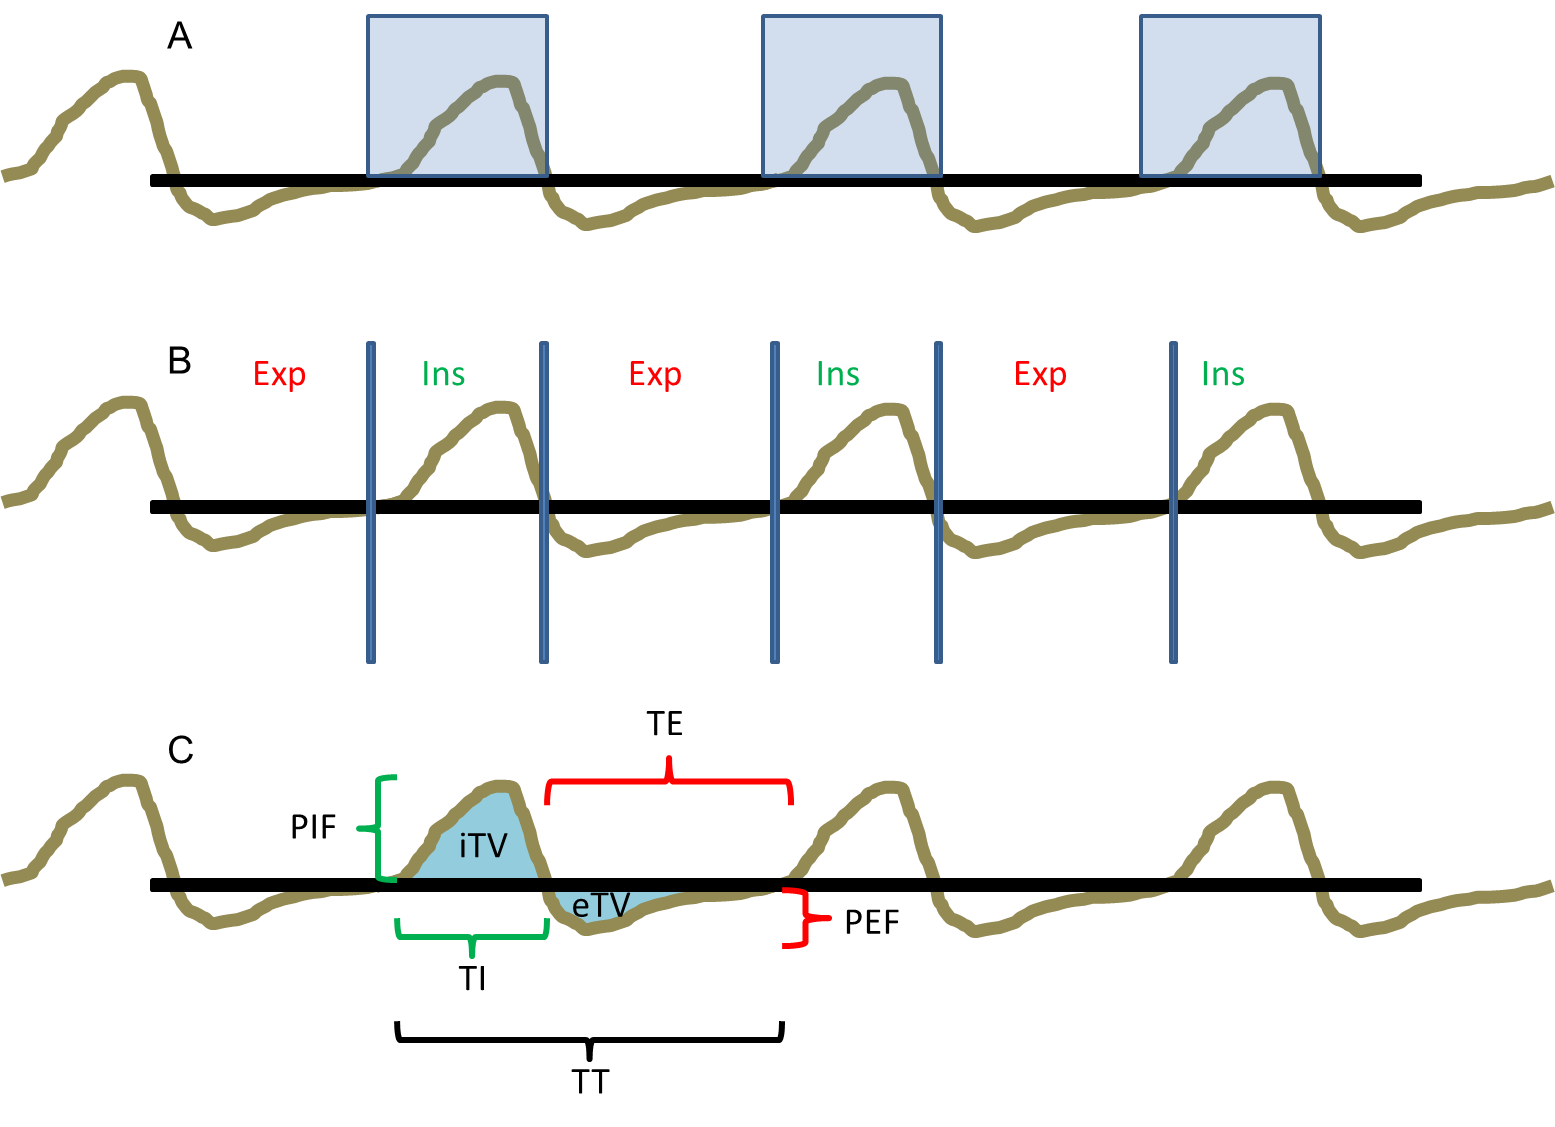 A
B
Exp
Ins
Exp
Ins
Exp
Ins
C
TE
PIF
iTV
eTV
PEF
TI
TT